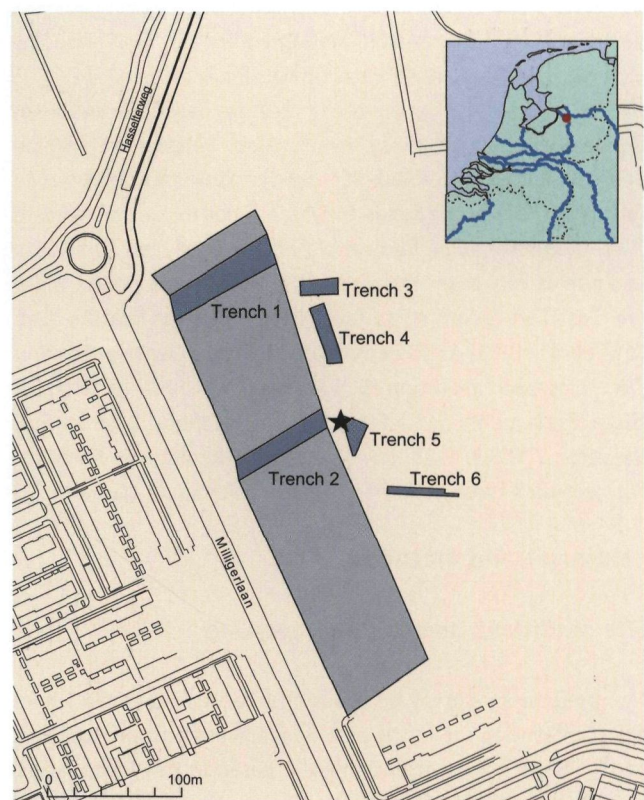 Hasselterweg
Trench 3
Trench 1
Trench 4
Trench 5
Trench 2
Trench 6
Milligerlaan
0
100m